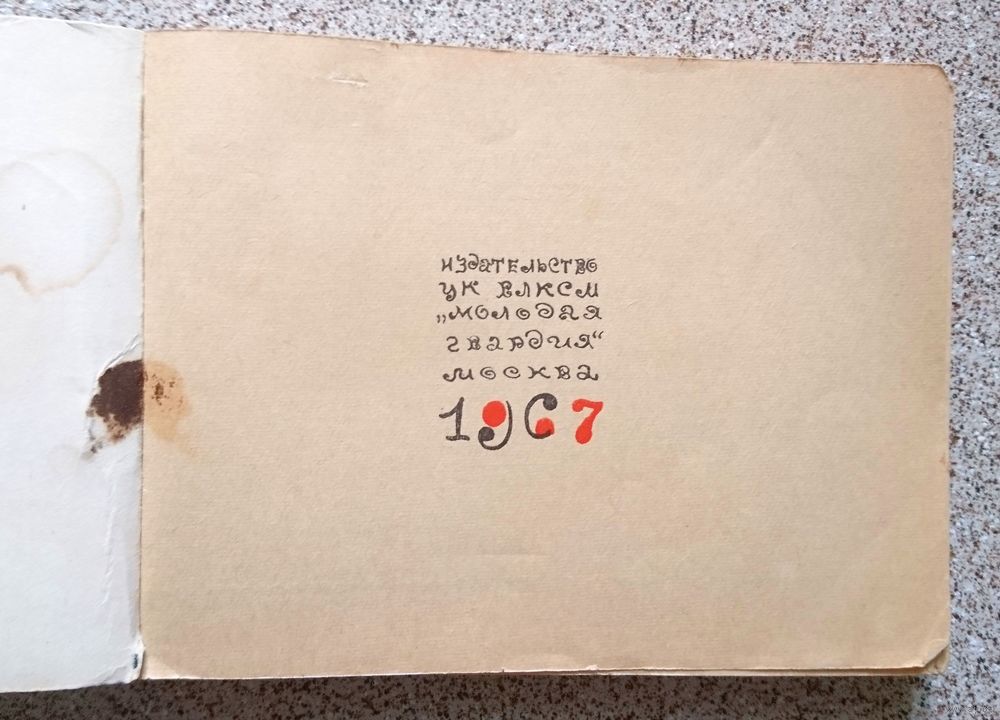 ИЗДАТЕЛЬСТВО
ЦК ВЛКСМ
„МОЛОДАЯ
ГВАРДИЯ“
МОСКВА
1967